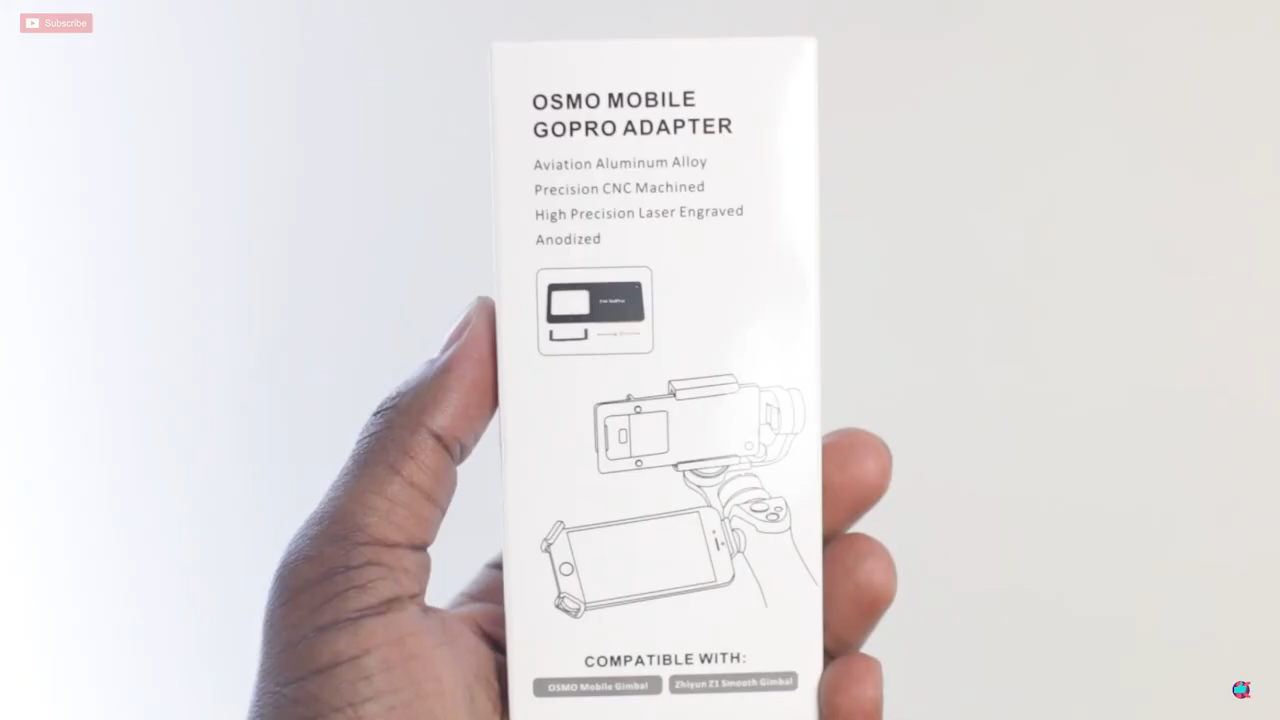 Subscribe
OSMO MOBILE
GOPRO ADAPTER
Aviation Aluminum Alloy
Precision CNC Machined
High Precision Laser Engraved
Anodized
COMPATIBLE WITH:
OSMO Mobile Gimbal
Zhiyun Z1 Smooth Gimbal